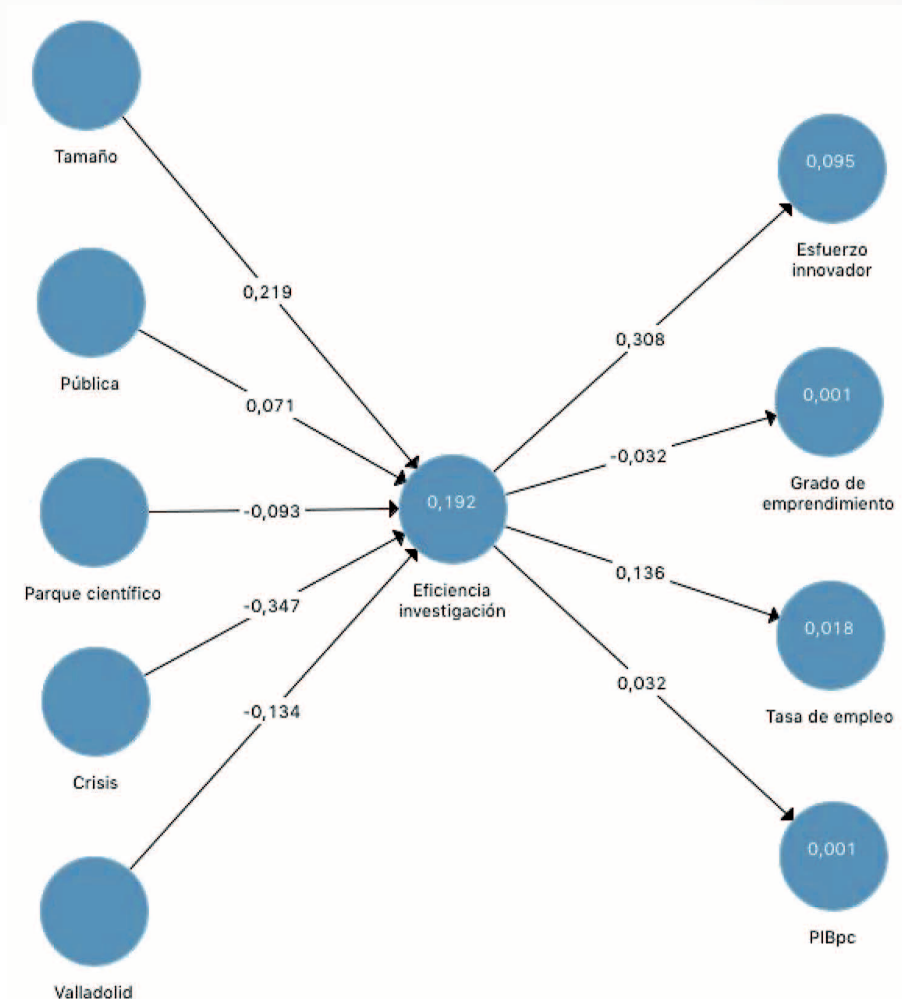 Tamaño
0,219
Pública
0,071
Parque científico
-0,093
Crisis
-0,347
Valladolid
-0,134
0,192
Eficiencia
investigación
0,308
0,095
Esfuerzo
innovador
-0,032
0,001
Grado de
emprendimiento
0,136
0,018
Tasa de empleo
0,032
0,001
PIBpc